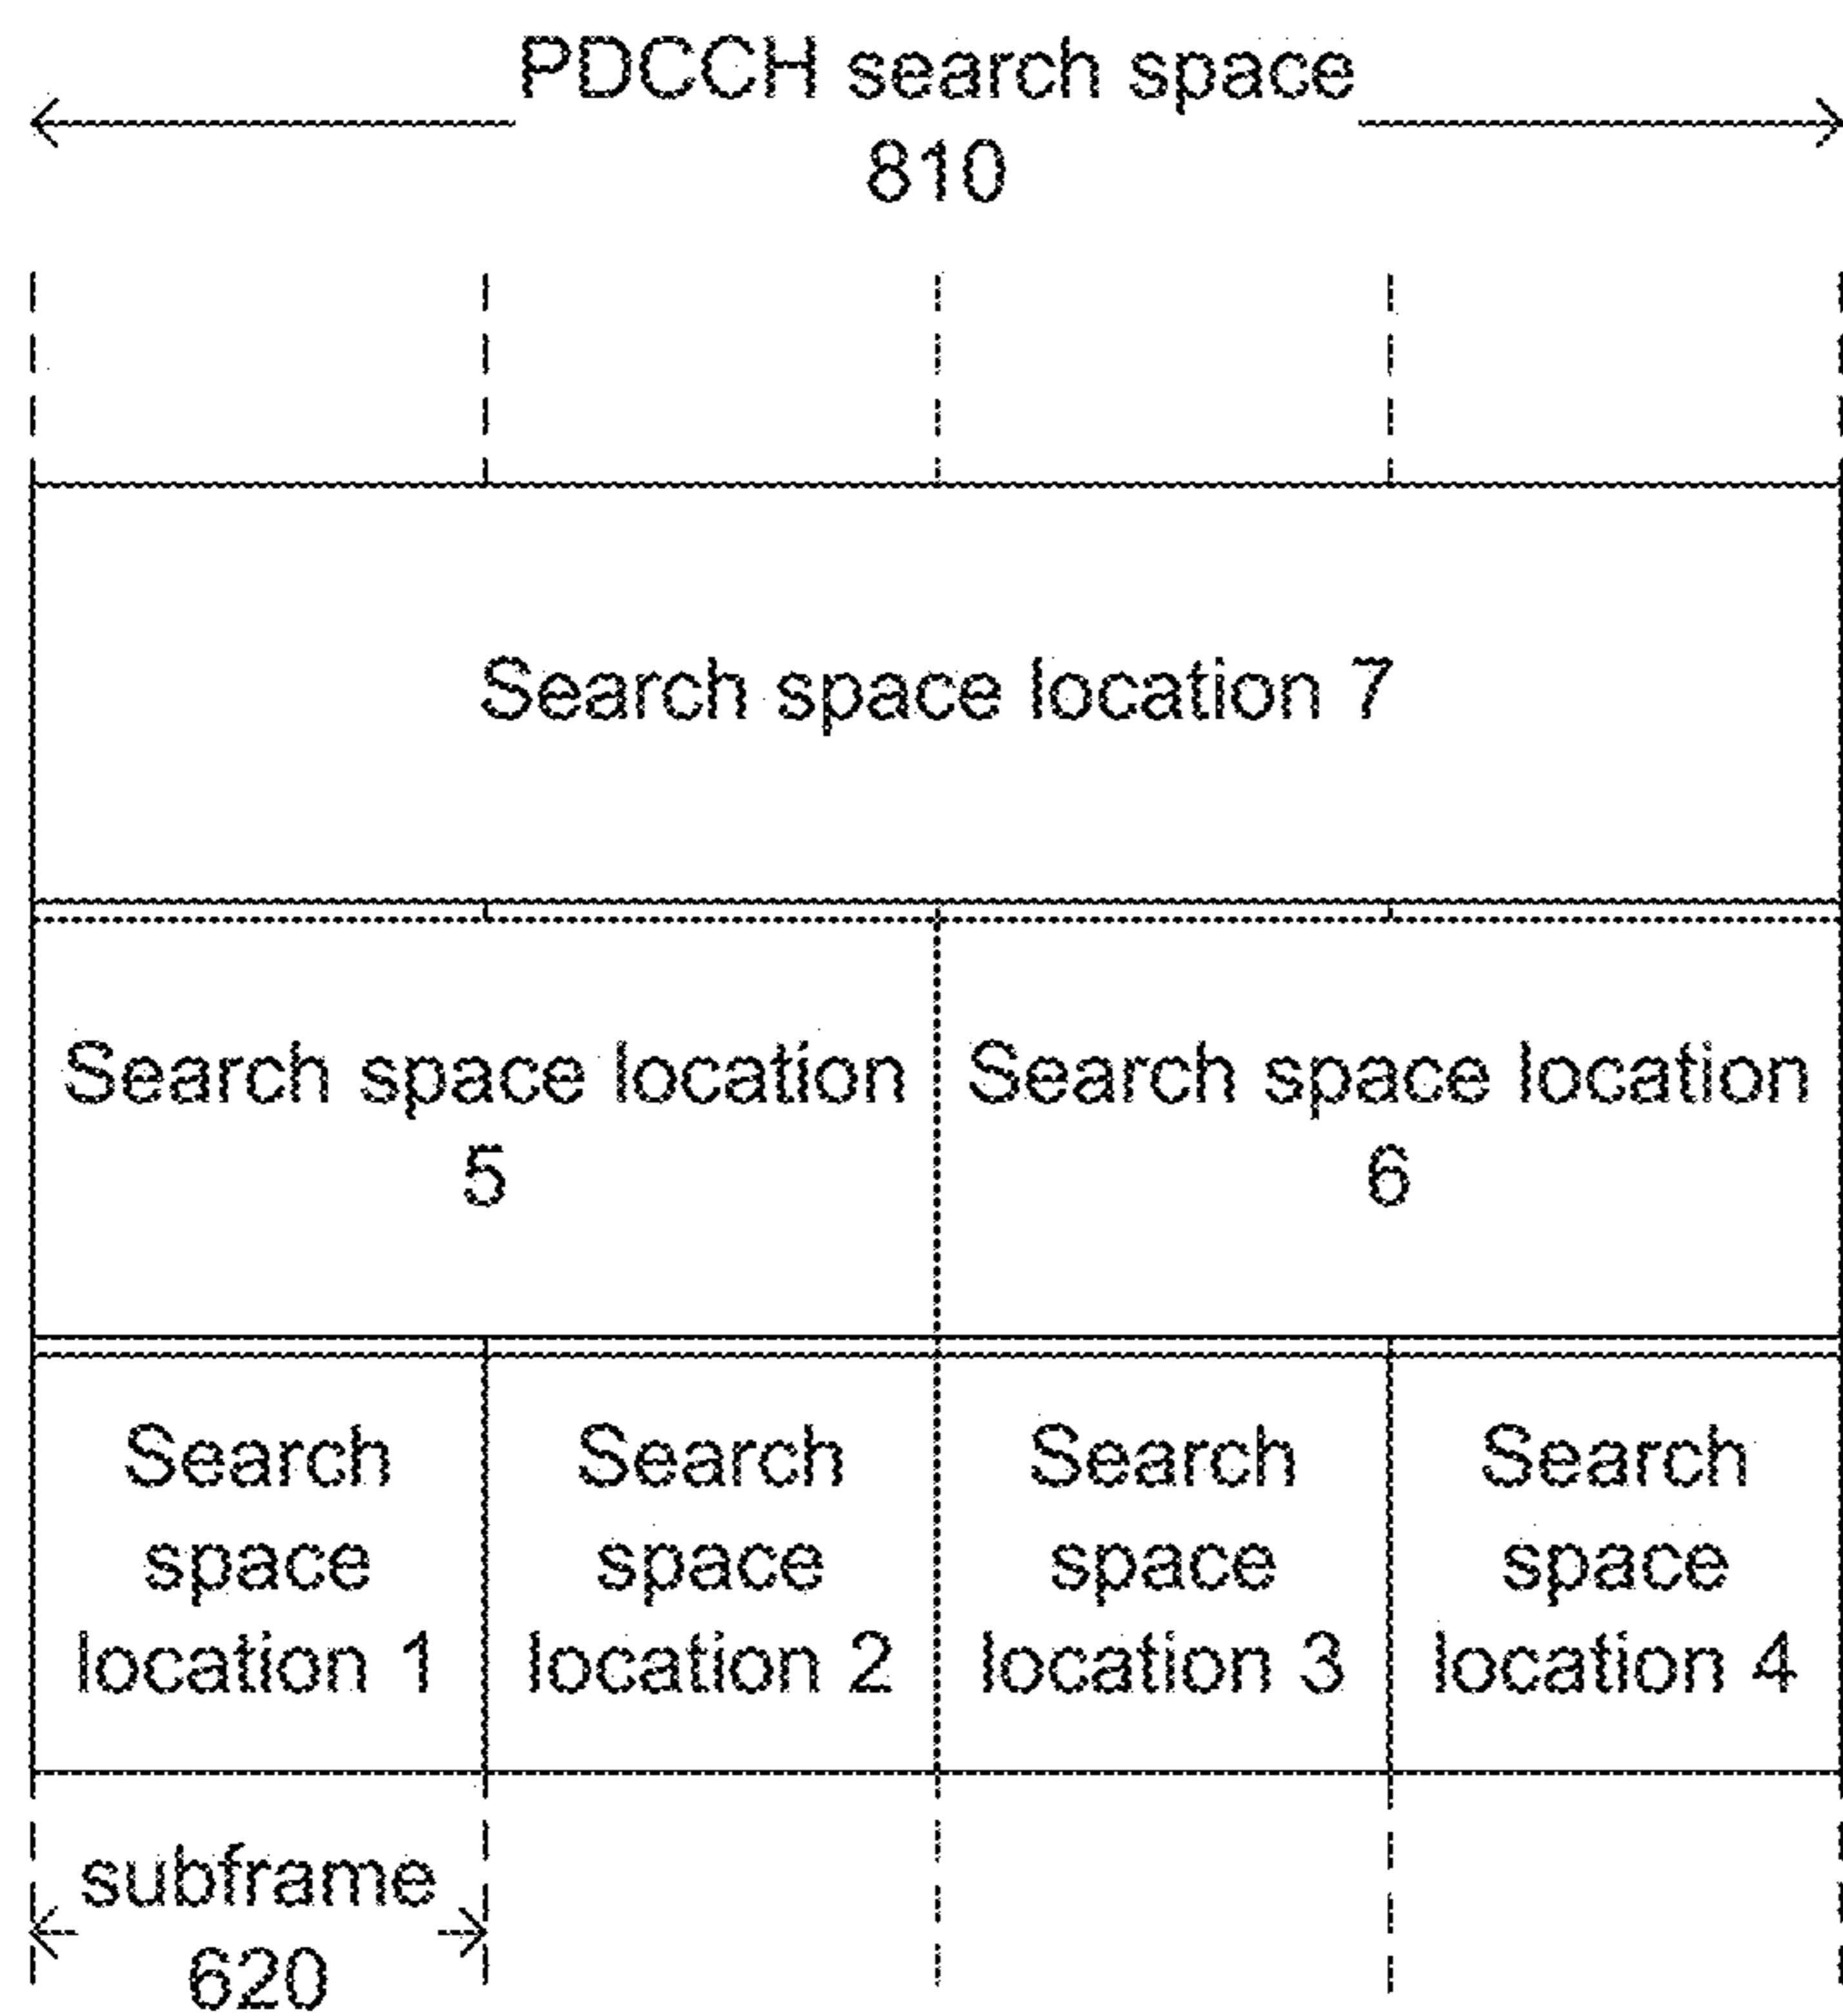 PDCCH search space
810
Search space location 7
Search space location
5
Search space location
6
Search
space
location 1
Search
space
location 2
Search
space
location 3
Search
space
location 4
subframe
620